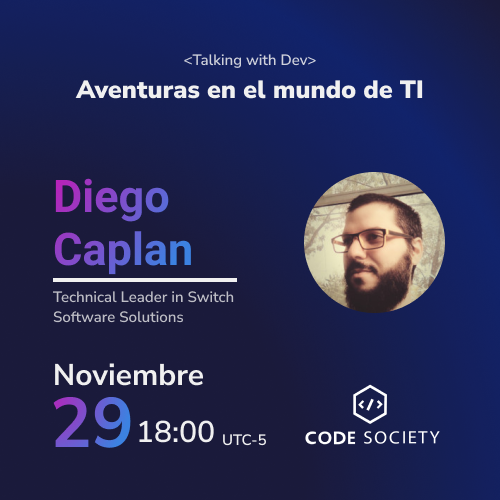 <Talking with Dev>
Aventuras en el mundo de TI
Diego
Caplan
Technical Leader in Switch
Software Solutions
Noviembre
29 18:00 UTC-5
</>
CODE SOCIETY